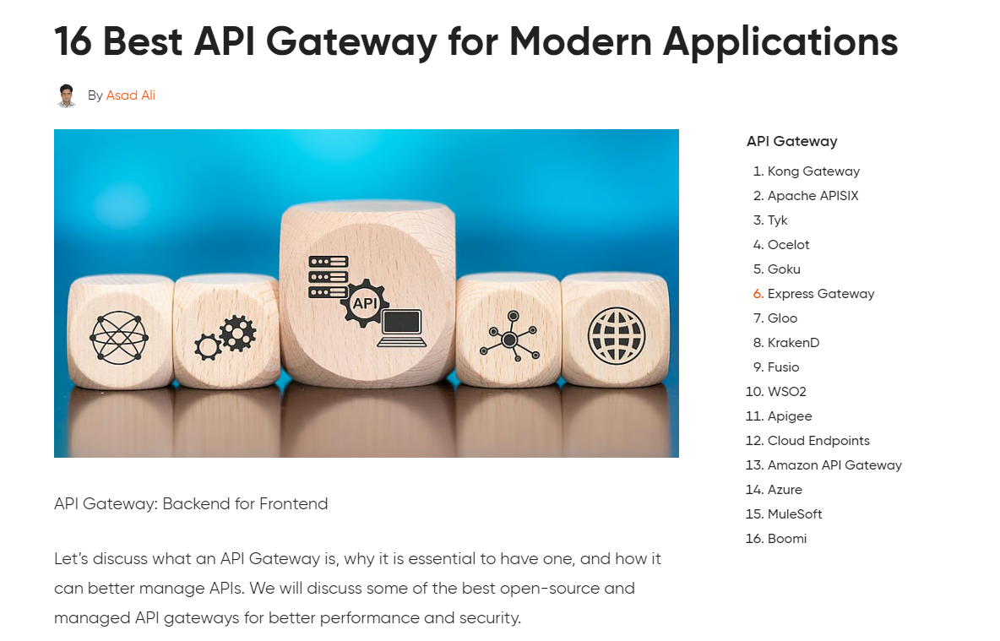 16 Best API Gateway for Modern Applications
By Asad Ali
API
API Gateway: Backend for Frontend
Let’s discuss what an API Gateway is, why it is essential to have one, and how it
can better manage APIs. We will discuss some of the best open-source and
managed API gateways for better performance and security.
API Gateway
1. Kong Gateway
2. Apache APISIX
3. Tyk
4. Ocelot
5. Goku
6. Express Gateway
7. Gloo
8. KrakenD
9. Fusio
10. WSO2
11. Apigee
12. Cloud Endpoints
13. Amazon API Gateway
14. Azure
15. MuleSoft
16. Boomi